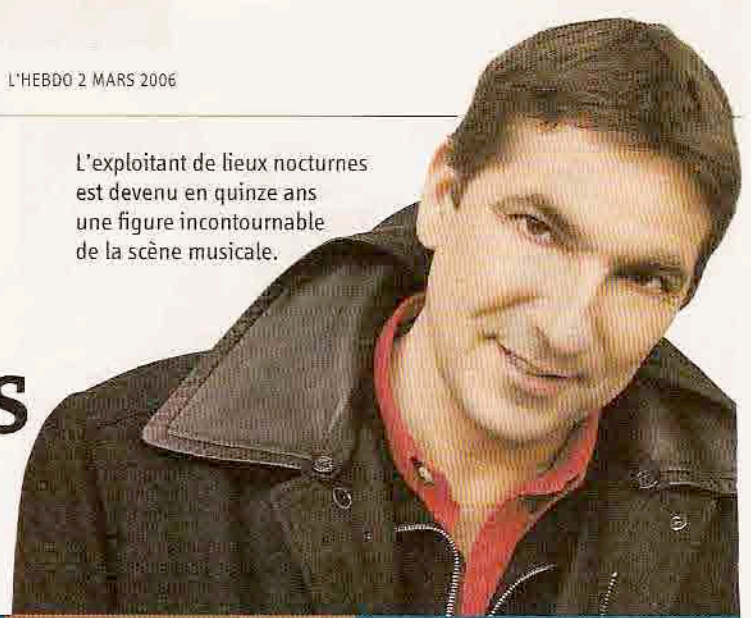 L'HEBDO 2 MARS 2006
L'exploitant de lieux nocturnes
est devenu en quinze ans
une figure incontournable
de la scène musicale.
s